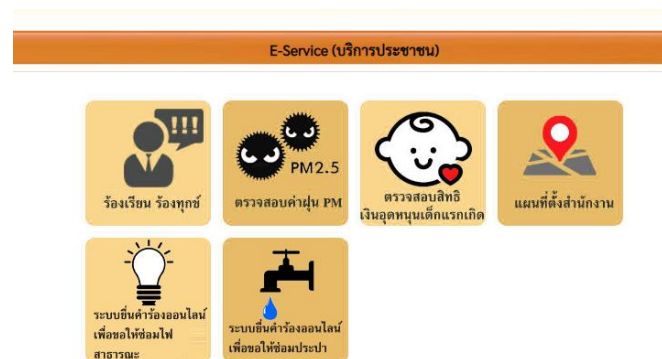 E-Service (บริการประชาชน)
!!!
ร้องเรียน ร้องทุกข์
PM2.5
ตรวจสอบค่าฝุ่น PM
ตรวจสอบสิทธิ
เงินอุดหนุนเด็กแรกเกิด
แผนที่ตั้งสำนักงาน
ระบบยื่นคำร้องออนไลน์
เพื่อขอให้ซ่อมไฟ
สาธารณะ
ระบบยื่นคำร้องออนไลน์
เพื่อขอให้ซ่อมประปา